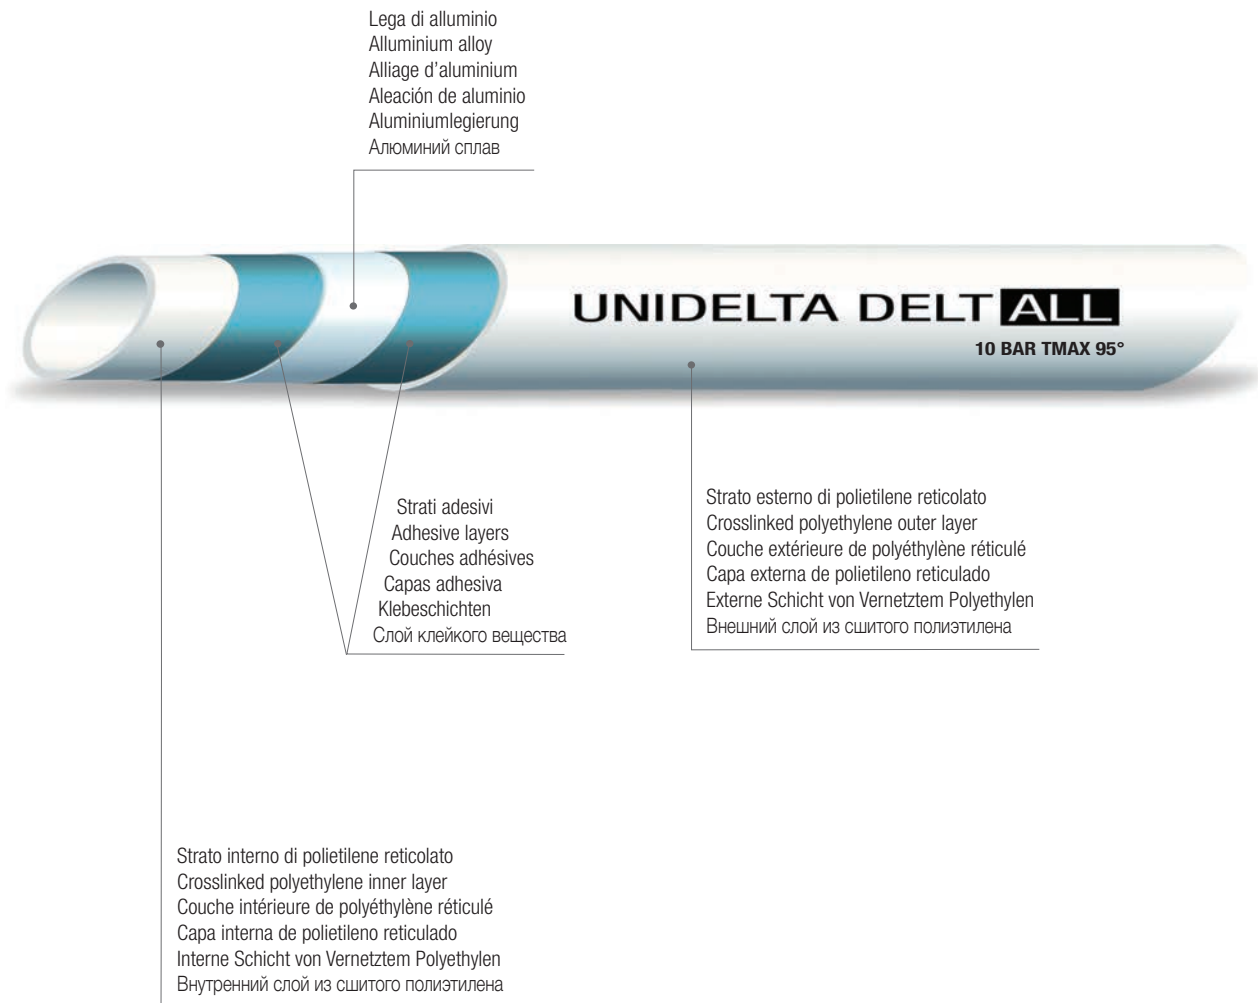 Lega di alluminio
Alluminium alloy
Alliage d'aluminium
Aleación de aluminio
Aluminiumlegierung
Алюминий сплав
UNIDELTA DELTALL
10 BAR TMAX 95°
Strati adesivi
Adhesive layers
Couches adhésives
Capas adhesiva
Klebeschichten
Слой клейкого вещества
Strato esterno di polietilene reticolato
Crosslinked polyethylene outer layer
Couche extérieure de polyéthylène réticulé
Capa externa de polietileno reticulado
Externe Schicht von Vernetztem Polyethylen
Внешний слой из сшитого полиэтилена
Strato interno di polietilene reticolato
Crosslinked polyethylene inner layer
Couche intérieure de polyéthylène réticulé
Capa interna de polietileno reticulado
Interne Schicht von Vernetztem Polyethylen
Внутренний слой из сшитого полиэтилена